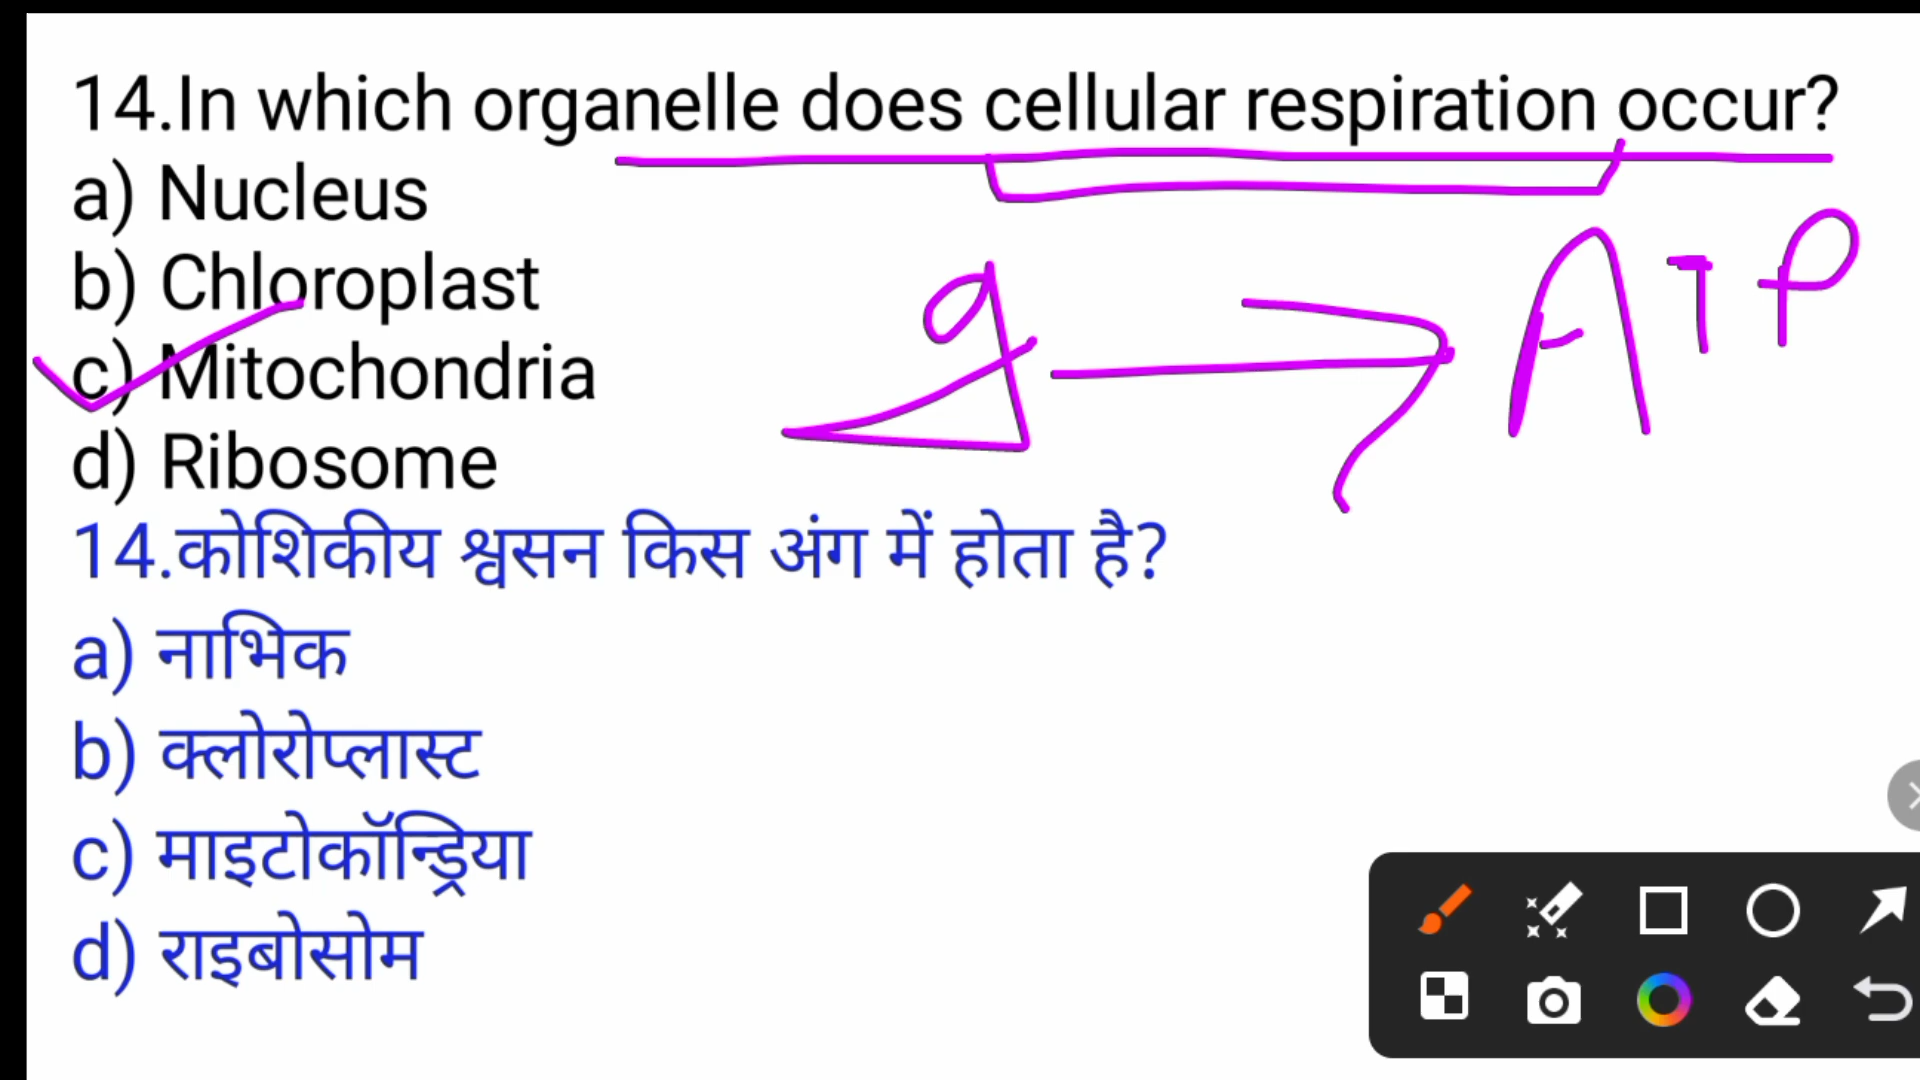 14.In which organelle does cellular respiration occur?
a) Nucleus
b) Chloroplast
c) Mitochondria
d) Ribosome
g → ATP
14.कोशिकीय श्वसन किस अंग में होता है?
a) नाभिक
b) क्लोरोप्लास्ट
c) माइटोकॉन्ड्रिया
d) राइबोसोम